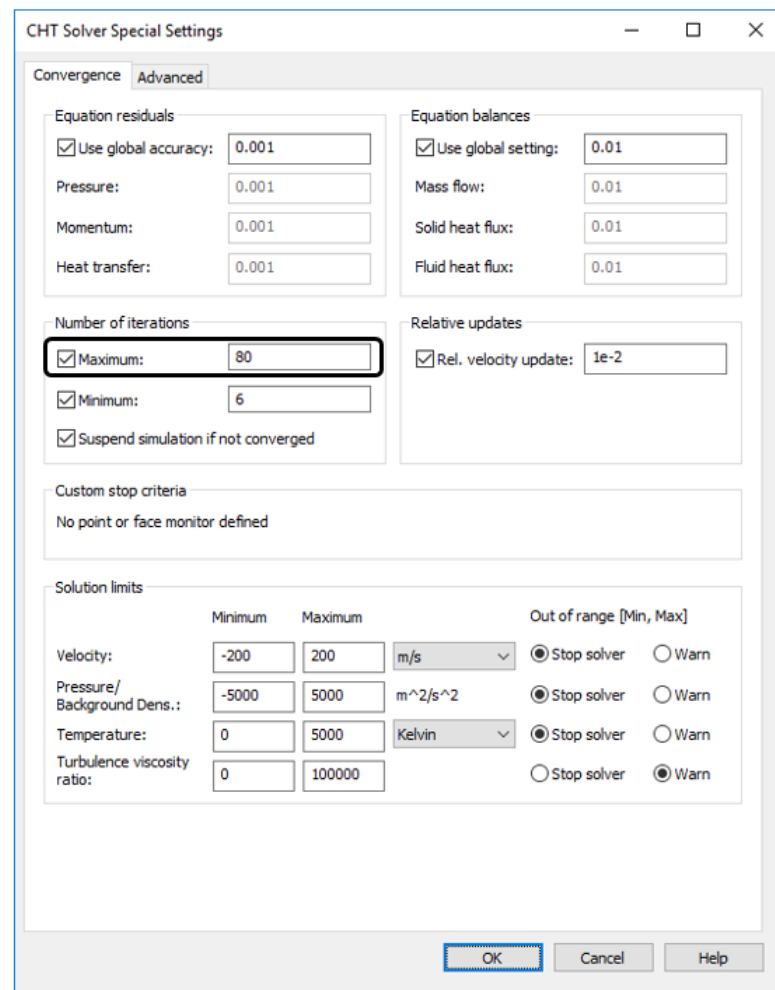 CHT Solver Special Settings
Convergence Advanced
Equation residuals
Use global accuracy: 0.001
Pressure: 0.001
Momentum: 0.001
Heat transfer: 0.001
Equation balances
Use global setting: 0.01
Mass flow: 0.01
Solid heat flux: 0.01
Fluid heat flux: 0.01
Number of iterations
Maximum: 80
Minimum: 6
Suspend simulation if not converged
Relative updates
Rel. velocity update: 1e-2
Custom stop criteria
No point or face monitor defined
Solution limits
Minimum Maximum Out of range [Min, Max]
Velocity: -200 200 m/s Stop solver Warn
Pressure/
Background Dens.: -5000 5000 m^2/s^2 Stop solver Warn
Temperature: 0 5000 Kelvin Stop solver Warn
Turbulence viscosity
ratio: 0 100000 Stop solver Warn
OK Cancel Help